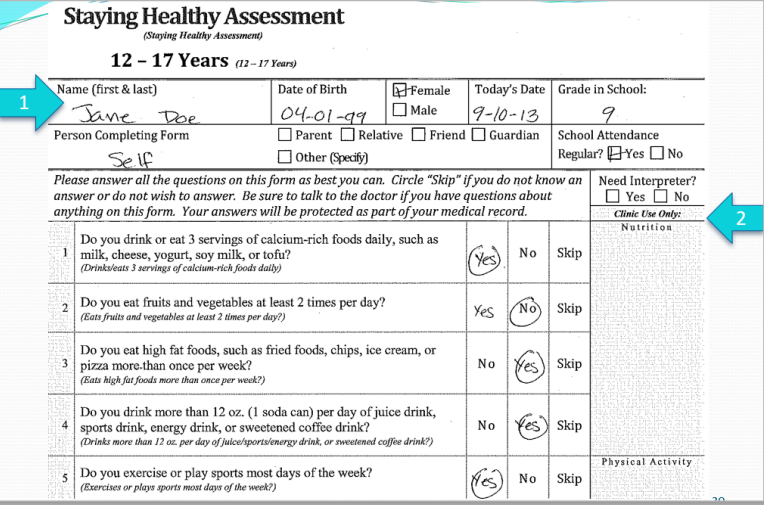 Staying Healthy Assessment
(Staying Healthy Assessment)
12 – 17 Years (12 – 17 Years)
1
Name (first & last) Date of Birth Female Today's Date Grade in School:
Jane Doe 04-01-99 Male 9-10-13 9
Person Completing Form Parent Relative Friend Guardian School Attendance
Self Other (Specify) Regular? Yes No
Please answer all the questions on this form as best you can. Circle "Skip" if you do not know an Need Interpreter?
answer or do not wish to answer. Be sure to talk to the doctor if you have questions about Yes No
anything on this form. Your answers will be protected as part of your medical record. Clinic Use Only:
2
Nutrition
1 Do you drink or eat 3 servings of calcium-rich foods daily, such as
milk, cheese, yogurt, soy milk, or tofu? Yes No Skip
(Drinks/eats 3 servings of calcium-rich foods daily)
2 Do you eat fruits and vegetables at least 2 times per day? Yes No Skip
(Eats fruits and vegetables at least 2 times per day?)
3 Do you eat high fat foods, such as fried foods, chips, ice cream, or
pizza more than once per week? No Yes Skip
(Eats high fat foods more than once per week?)
4 Do you drink more than 12 oz. (1 soda can) per day of juice drink,
sports drink, energy drink, or sweetened coffee drink? No Yes Skip
(Drinks more than 12 oz. per day of juice/sports/energy drink, or sweetened coffee drink?)
Physical Activity
5 Do you exercise or play sports most days of the week? Yes No Skip
(Exercises or plays sports most days of the week?)